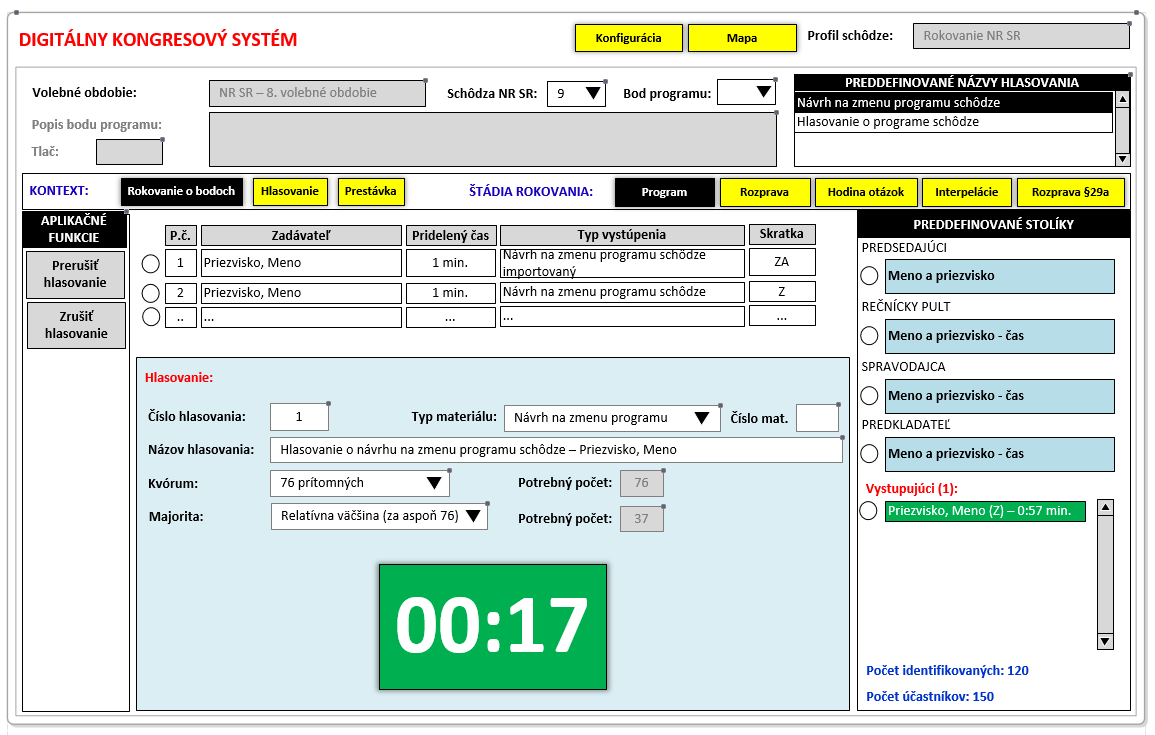 DIGITÁLNY KONGRESOVÝ SYSTÉM
Konfigurácia
Mapa
Profil schôdze:
Rokovanie NR SR
Volebné obdobie:
NR SR – 8. volebné obdobie
Schôdza NR SR:
9
Bod programu:
Popis bodu programu:
Tlač:
PREDDEFINOVANÉ NÁZVY HLASOVANIA
Návrh na zmenu programu schôdze
Hlasovanie o programe schôdze
KONTEXT:
Rokovanie o bodoch
Hlasovanie
Prestávka
ŠTÁDIA ROKOVANIA:
Program
Rozprava
Hodina otázok
Interpelácie
Rozprava §29a
APLIKAČNÉ
FUNKCIE
Prerušiť
hlasovanie
Zrušiť
hlasovanie
P.č. Zadávateľ Pridelený čas Typ vystúpenia Skratka
1 Priezvisko, Meno 1 min. Návrh na zmenu programu schôdze
importovaný ZA
2 Priezvisko, Meno 1 min. Návrh na zmenu programu schôdze Z
.. ... ... ... ...
Hlasovanie:
Číslo hlasovania:
1
Typ materiálu:
Návrh na zmenu programu
Číslo mat.
Názov hlasovania:
Hlasovanie o návrhu na zmenu programu schôdze – Priezvisko, Meno
Kvórum:
76 prítomných
Potrebný počet:
76
Majorita:
Relatívna väčšina (za aspoň 76)
Potrebný počet:
37
00:17
PREDDEFINOVANÉ STOLÍKY
PREDSEDAJÚCI
Meno a priezvisko
REČNÍCKY PULT
Meno a priezvisko - čas
SPRAVODAJCA
Meno a priezvisko - čas
PREDKLADATEĽ
Meno a priezvisko - čas
Vystupujúci (1):
Priezvisko, Meno (Z) – 0:57 min.
Počet identifikovaných: 120
Počet účastníkov: 150